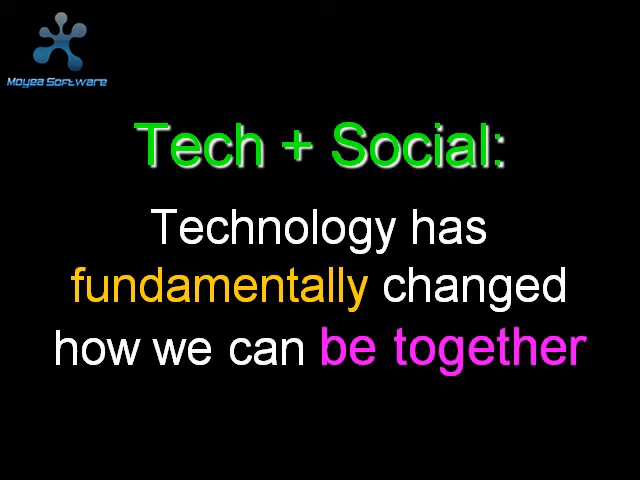 Moyea Software
Tech + Social:
Technology has
fundamentally changed
how we can be together